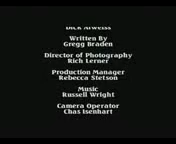 Written By
Gregg Braden
Director of Photography
Rich Lerner
Production Manager
Rebecca Stetson
Music
Russell Wright
Camera Operator
Chas Isenhart